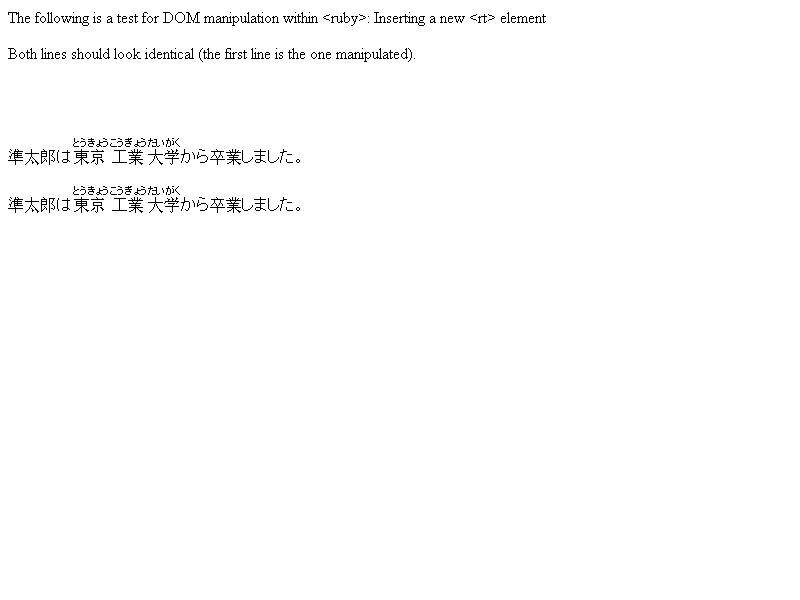 The following is a test for DOM manipulation within <ruby>: Inserting a new <rt> element
Both lines should look identical (the first line is the one manipulated).
とうきょうこうぎょうだいがく
準太郎は東京 工業 大学から卒業しました。
とうきょうこうぎょうだいがく
準太郎は東京 工業 大学から卒業しました。